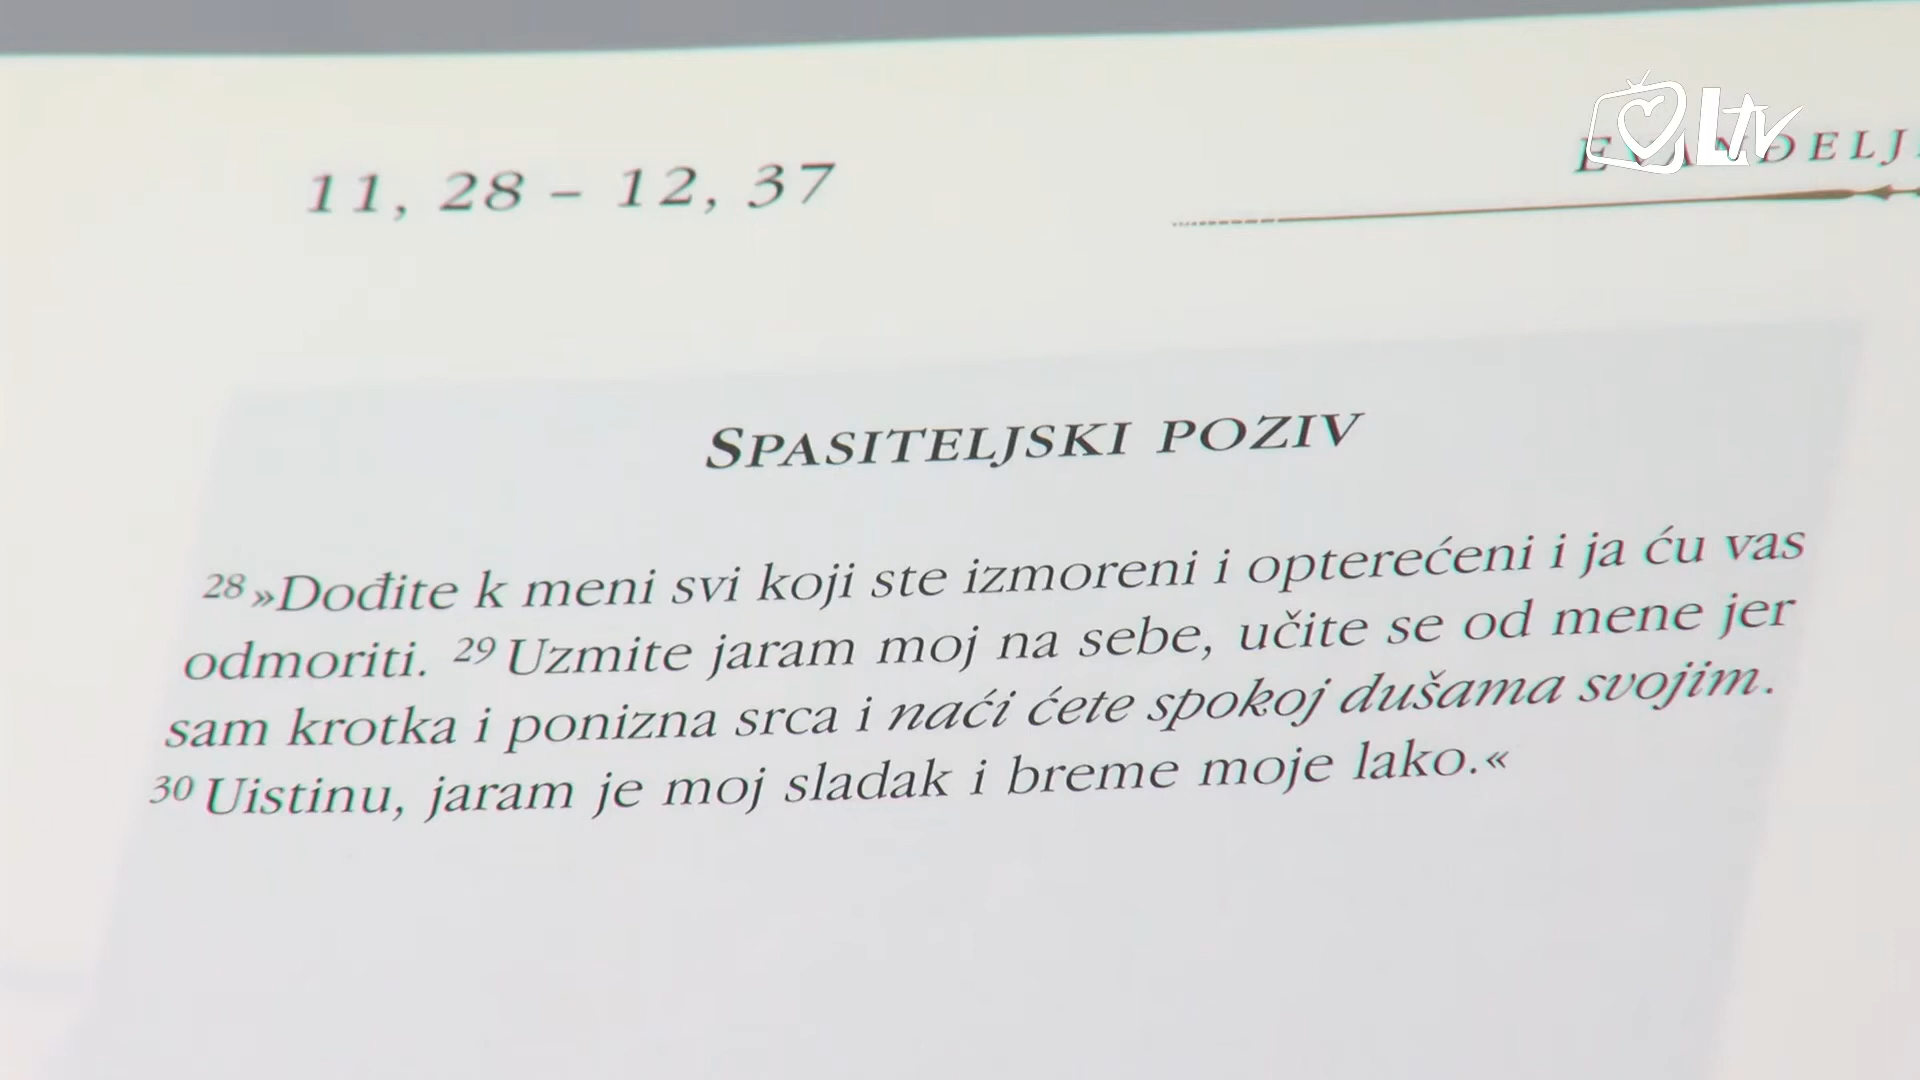 LTV
11, 28 – 12, 37
SPASITELJSKI POZIV
28 »Dođite k meni svi koji ste izmoreni i opterećeni i ja ću vas
odmoriti. 29 Uzmite jaram moj na sebe, učite se od mene jer
sam krotka i ponizna srca i naći ćete spokoj dušama svojim.
30 Uistinu, jaram je moj sladak i breme moje lako.«